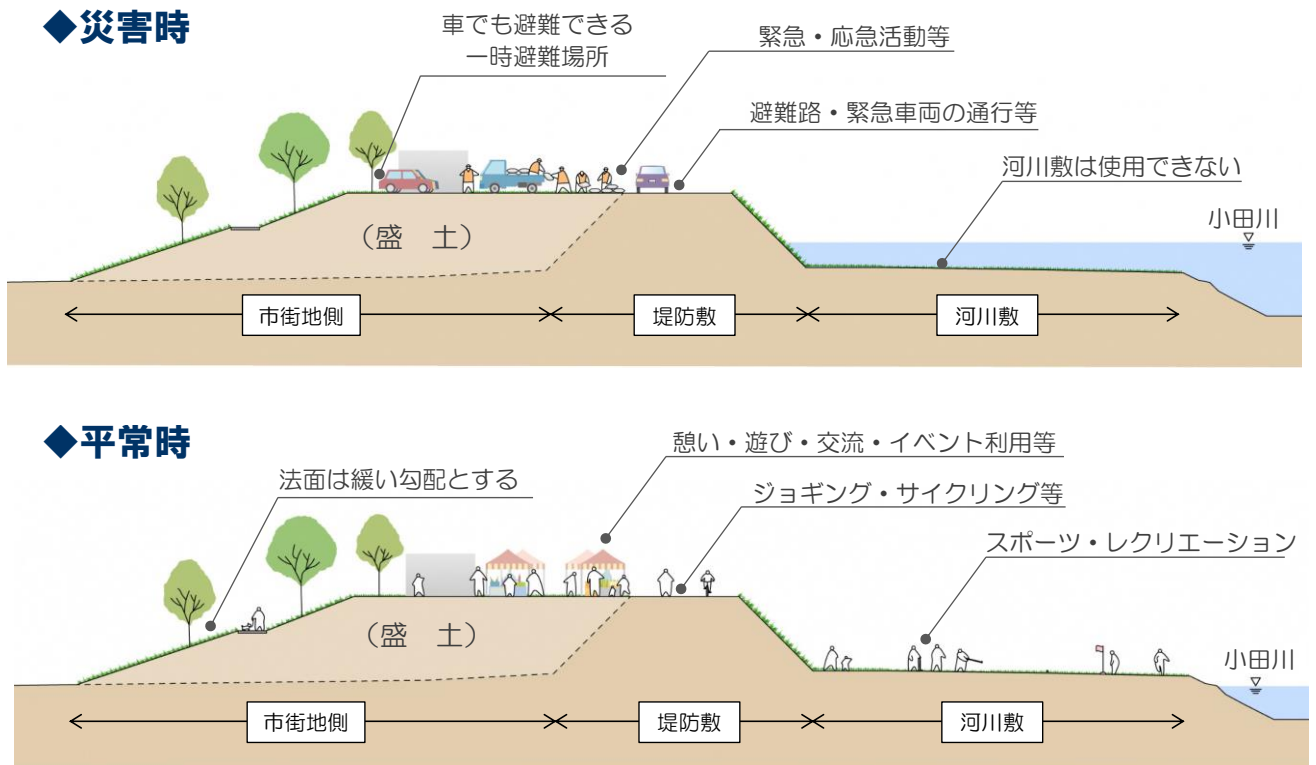 ◆災害時
車でも避難できる
一時避難場所
緊急・応急活動等
避難路・緊急車両の通行等
河川敷は使用できない
小田川
（盛　土）
市街地側
堤防敷
河川敷
◆平常時
憩い・遊び・交流・イベント利用等
法面は緩い勾配とする
ジョギング・サイクリング等
スポーツ・レクリエーション
（盛　土）
小田川
市街地側
堤防敷
河川敷